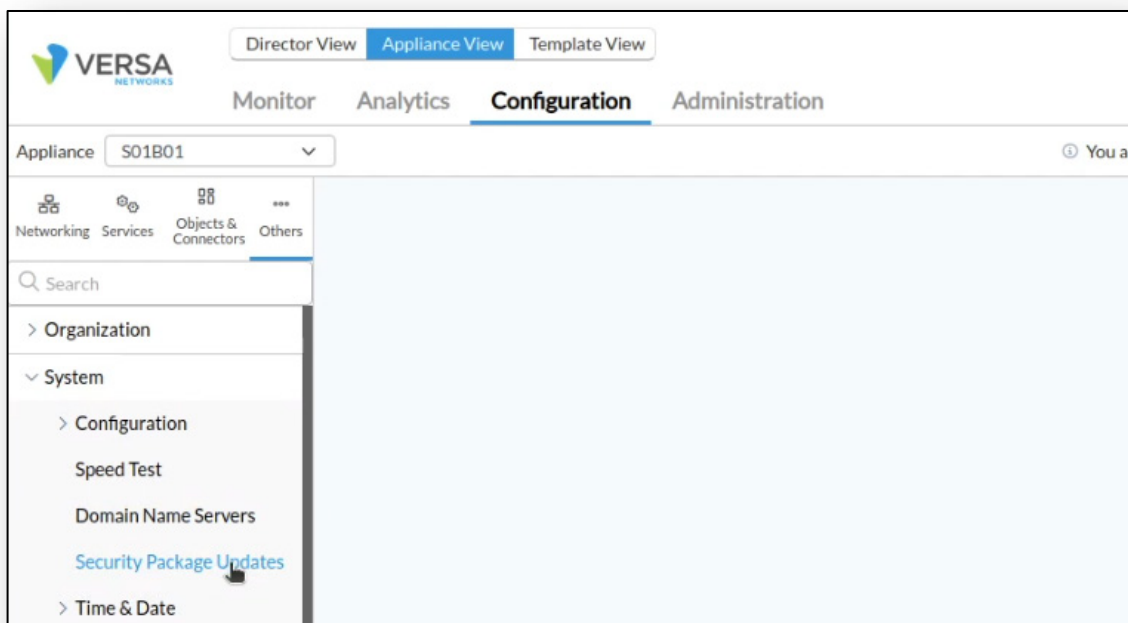 VERSA
NETWORKS
Director View Appliance View Template View
Monitor Analytics Configuration Administration
Appliance S01B01
You a
Networking Services Objects & Connectors Others
Search
Organization
System
Configuration
Speed Test
Domain Name Servers
Security Package Updates
Time & Date